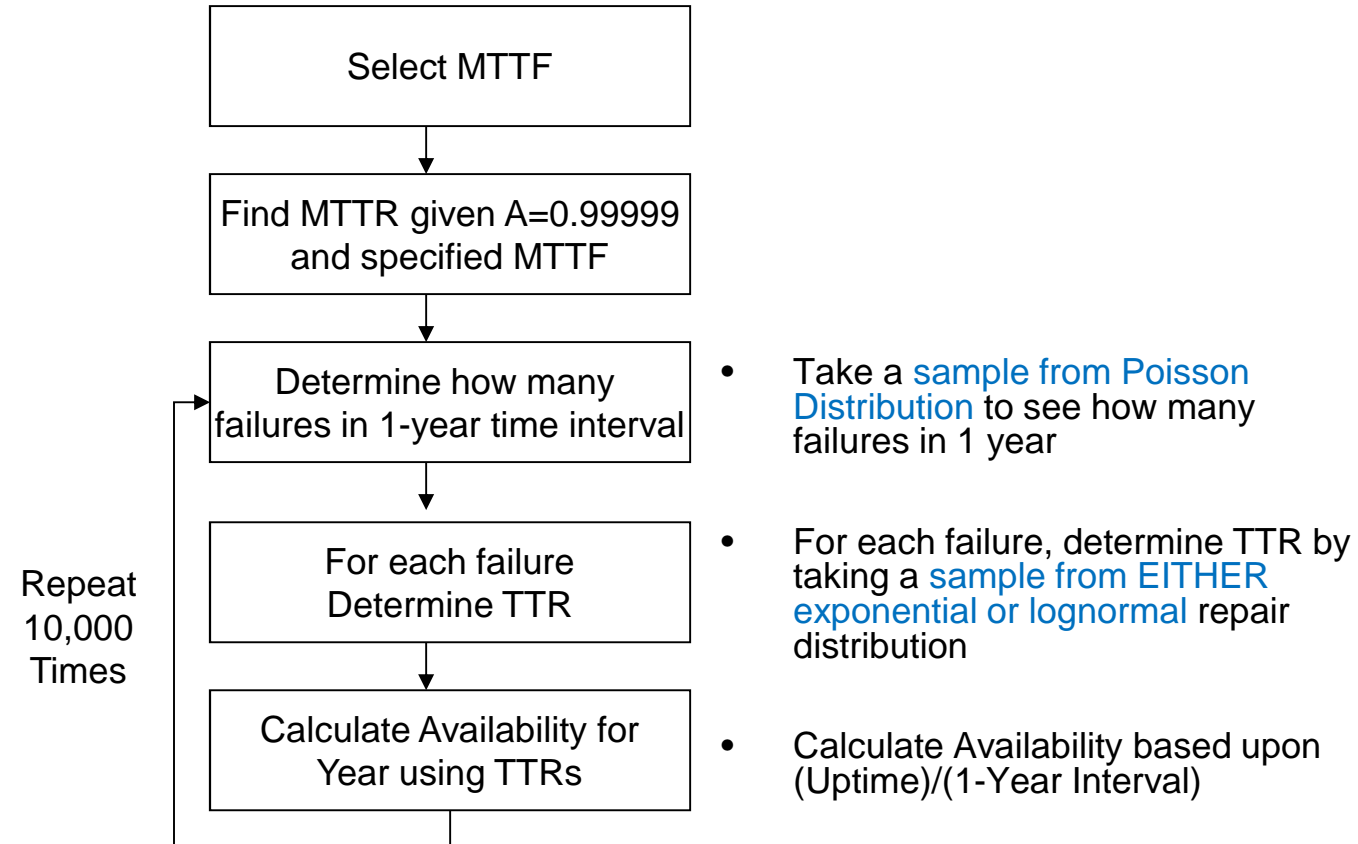 Select MTTF
Find MTTR given A=0.99999
and specified MTTF
Determine how many
failures in 1-year time interval
• Take a sample from Poisson
Distribution to see how many
failures in 1 year
For each failure
Determine TTR
• For each failure, determine TTR by
taking a sample from EITHER
exponential or lognormal repair
distribution
Repeat
10,000
Times
Calculate Availability for
Year using TTRs
• Calculate Availability based upon
(Uptime)/(1-Year Interval)